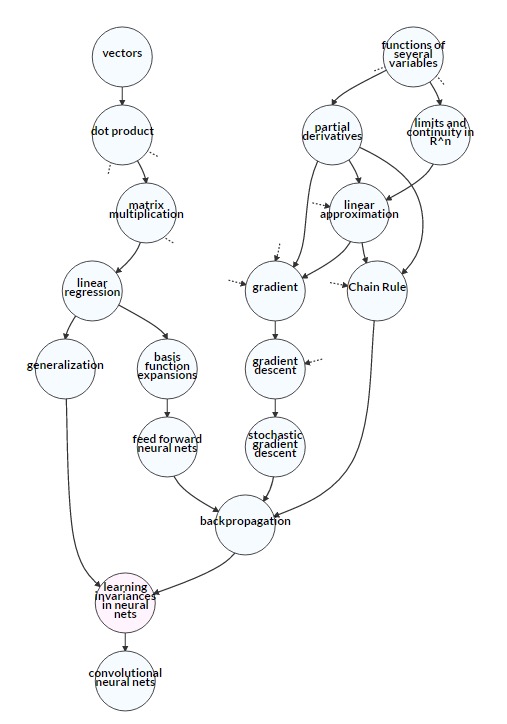 vectors
functions of
several
variables
dot product
partial
derivatives
limits and
continuity in
R^n
matrix
multiplication
linear
approximation
linear
regression
gradient
Chain Rule
generalization
basis
function
expansions
gradient
descent
feed forward
neural nets
stochastic
gradient
descent
backpropagation
learning
invariances
in neural
nets
convolutional
neural nets